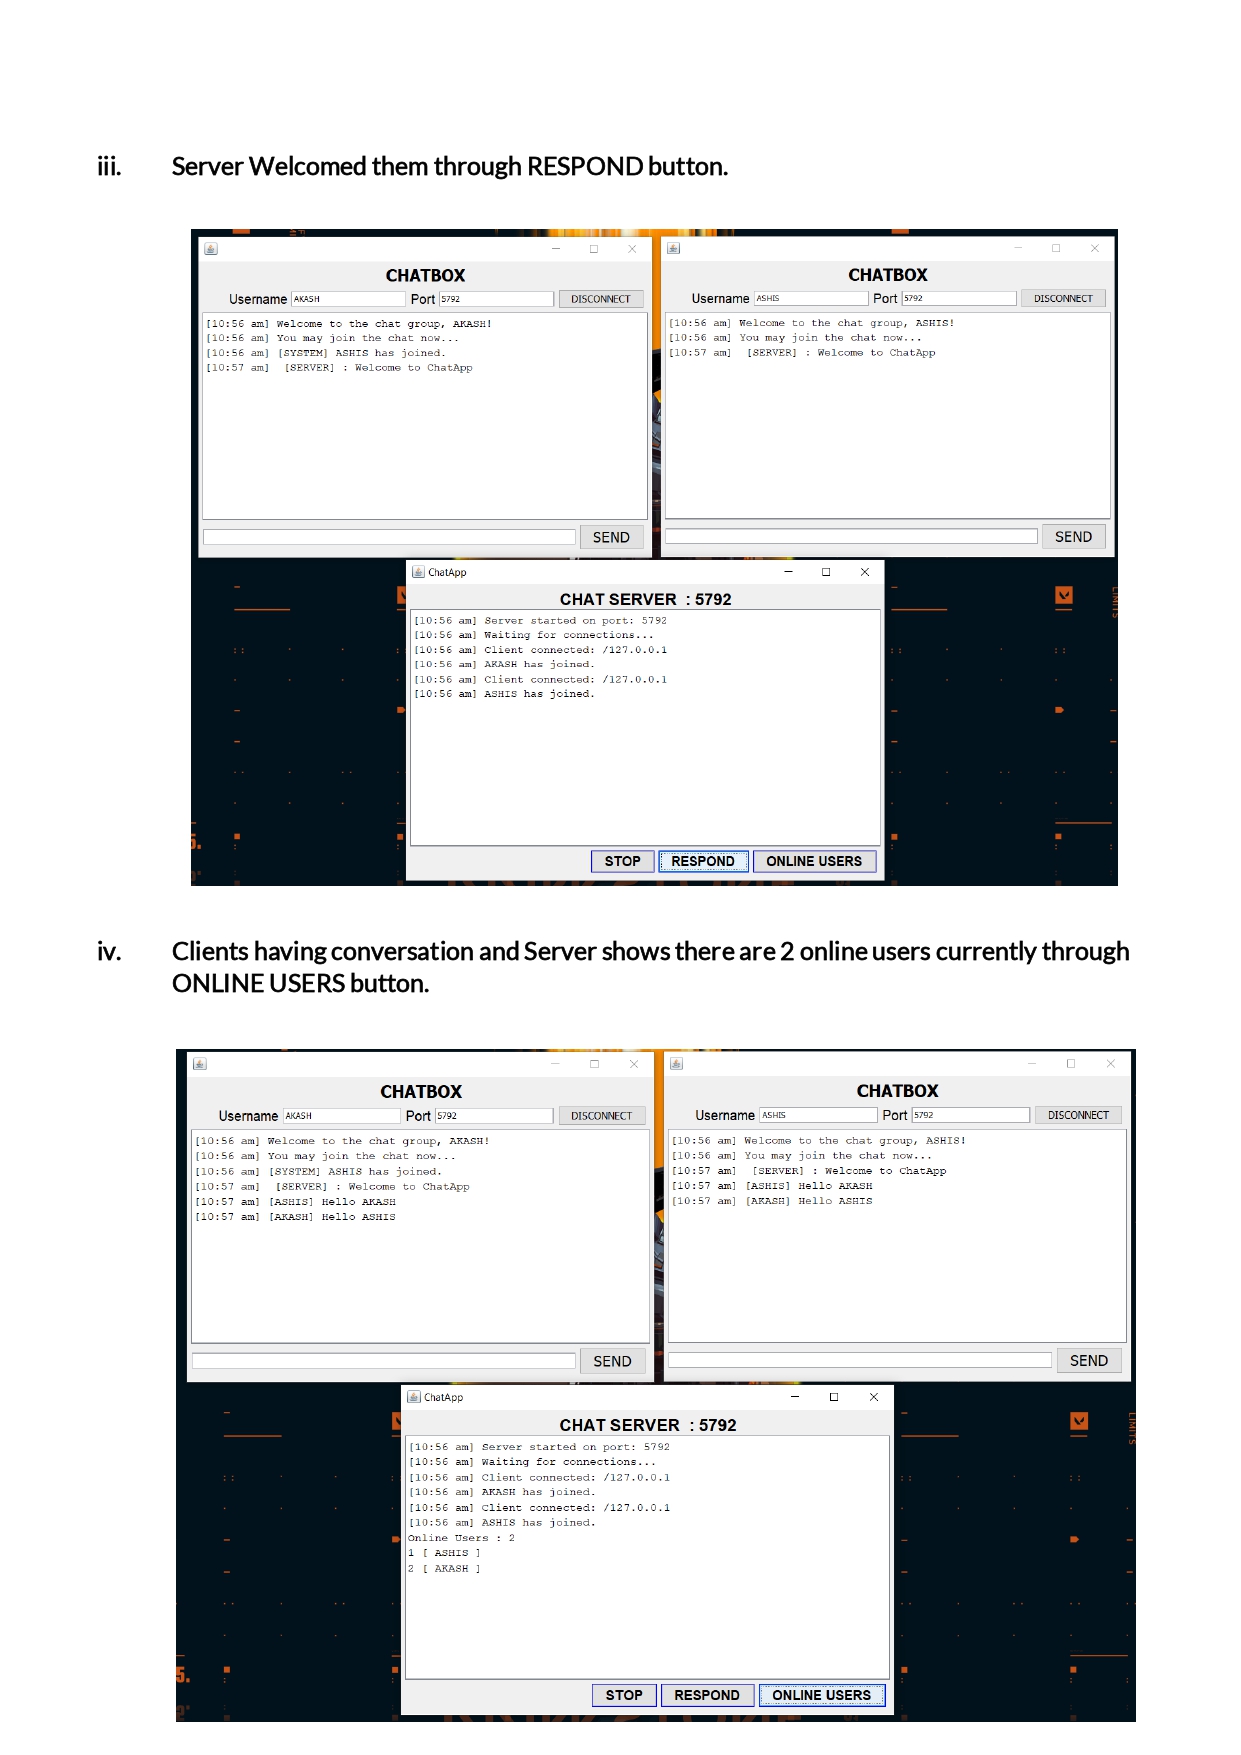 iii. Server Welcomed them through RESPOND button.
CHATBOX
Username AKASH Port 5792 DISCONNECT
[10:56 am] Welcome to the chat group, AKASH!
[10:56 am] You may join the chat now...
[10:56 am] [SYSTEM] ASHIS has joined.
[10:57 am]  [SERVER] : Welcome to ChatApp
SEND
CHATBOX
Username ASHIS Port 5792 DISCONNECT
[10:56 am] Welcome to the chat group, ASHIS!
[10:56 am] You may join the chat now...
[10:57 am]  [SERVER] : Welcome to ChatApp
SEND
ChatApp
CHAT SERVER : 5792
[10:56 am] Server started on port: 5792
[10:56 am] Waiting for connections...
[10:56 am] Client connected: /127.0.0.1
[10:56 am] AKASH has joined.
[10:56 am] Client connected: /127.0.0.1
[10:56 am] ASHIS has joined.
STOP RESPOND ONLINE USERS
LIMITS
iv. Clients having conversation and Server shows there are 2 online users currently through
ONLINE USERS button.
CHATBOX
Username AKASH Port 5792 DISCONNECT
[10:56 am] Welcome to the chat group, AKASH!
[10:56 am] You may join the chat now...
[10:56 am] [SYSTEM] ASHIS has joined.
[10:57 am]  [SERVER] : Welcome to ChatApp
[10:57 am] [ASHIS] Hello AKASH
[10:57 am] [AKASH] Hello ASHIS
SEND
CHATBOX
Username ASHIS Port 5792 DISCONNECT
[10:56 am] Welcome to the chat group, ASHIS!
[10:56 am] You may join the chat now...
[10:57 am]  [SERVER] : Welcome to ChatApp
[10:57 am] [ASHIS] Hello AKASH
[10:57 am] [AKASH] Hello ASHIS
SEND
ChatApp
CHAT SERVER : 5792
[10:56 am] Server started on port: 5792
[10:56 am] Waiting for connections...
[10:56 am] Client connected: /127.0.0.1
[10:56 am] AKASH has joined.
[10:56 am] Client connected: /127.0.0.1
[10:56 am] ASHIS has joined.
Online Users : 2
1 [ ASHIS ]
2 [ AKASH ]
STOP RESPOND ONLINE USERS
LIMITS
5.